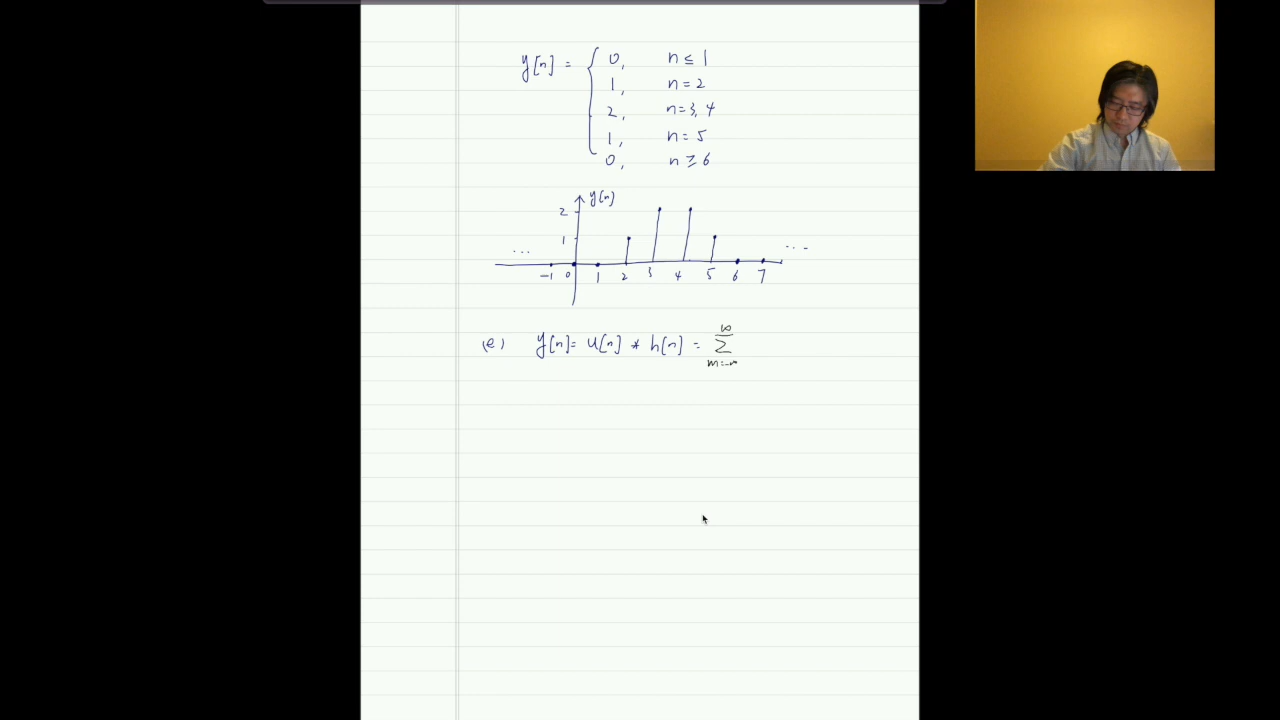 y[n] = { 0, n ≤ 1
1, n = 2
2, n = 3, 4
1, n = 5
0, n ≥ 6
y[n]
2
1
... ...
-1 0 1 2 3 4 5 6 7
(e) y[n] = u[n] * h[n] = ∑_{m=-∞}^{∞}